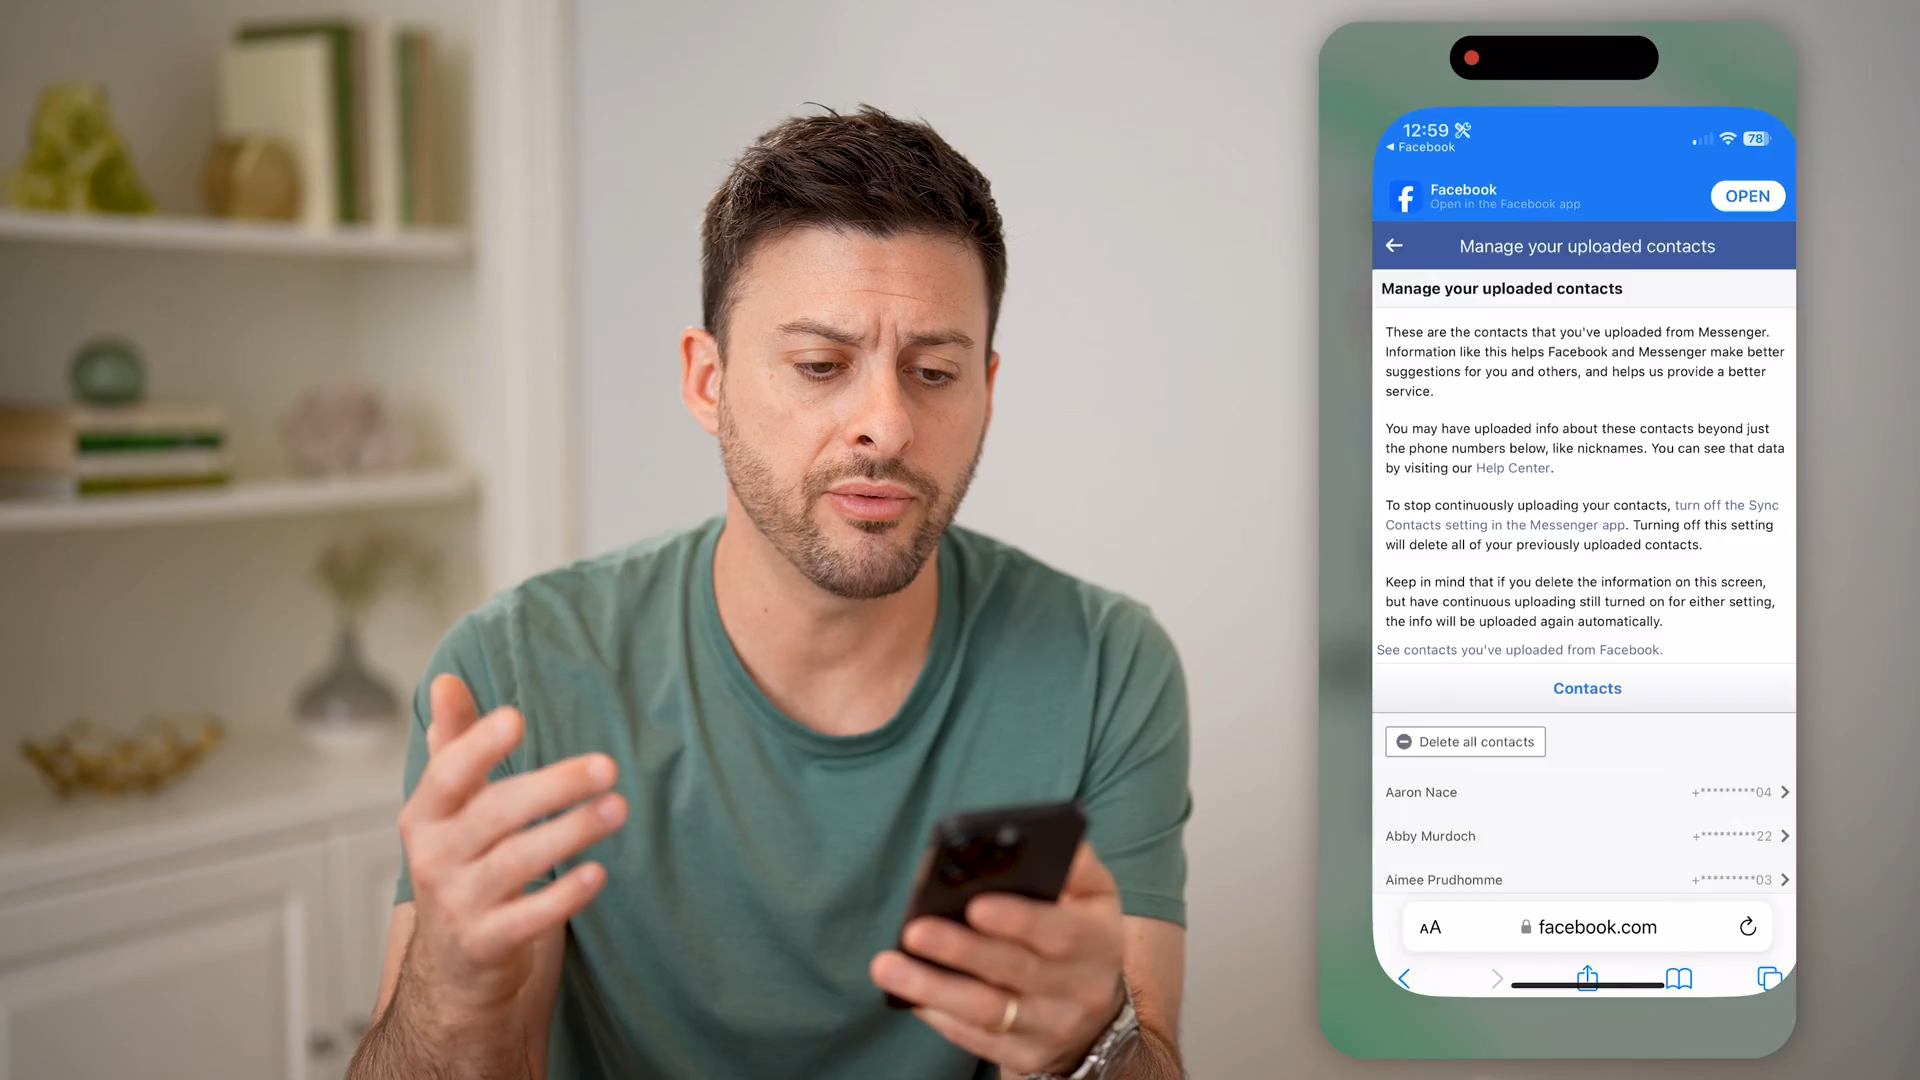 12:59
78
◄ Facebook
Facebook
Open in the Facebook app
OPEN
Manage your uploaded contacts
Manage your uploaded contacts
These are the contacts that you've uploaded from Messenger.
Information like this helps Facebook and Messenger make better
suggestions for you and others, and helps us provide a better
service.
You may have uploaded info about these contacts beyond just
the phone numbers below, like nicknames. You can see that data
by visiting our Help Center.
To stop continuously uploading your contacts, turn off the Sync
Contacts setting in the Messenger app. Turning off this setting
will delete all of your previously uploaded contacts.
Keep in mind that if you delete the information on this screen,
but have continuous uploading still turned on for either setting,
the info will be uploaded again automatically.
See contacts you've uploaded from Facebook.
Contacts
Delete all contacts
Aaron Nace +*********04
Abby Murdoch +*********22
Aimee Prudhomme +*********03
AA facebook.com